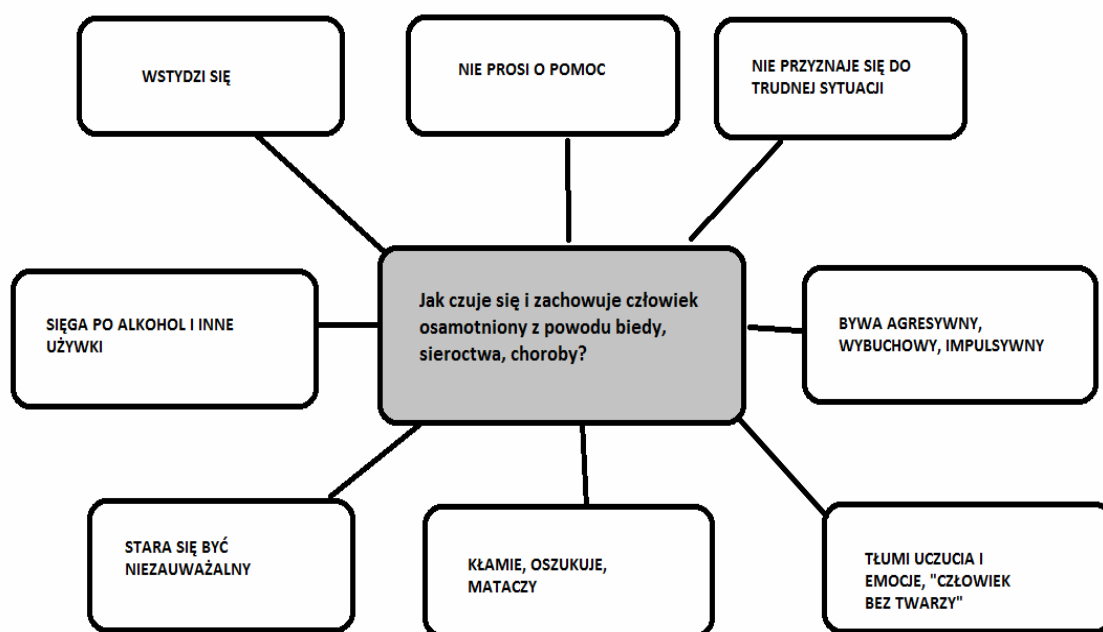 WSTYDZI SIĘ
NIE PROSI O POMOC
NIE PRZYZNAJE SIĘ DO
TRUDNEJ SYTUACJI
Jak czuje się i zachowuje człowiek
osamotniony z powodu biedy,
sieroctwa, choroby?
SIĘGA PO ALKOHOL I INNE
UŻYWKI
BYWA AGRESYWNY,
WYBUCHOWY, IMPULSYWNY
STARA SIĘ BYĆ
NIEZAUWAŻALNY
KŁAMIE, OSZUKUJE,
MATACZY
TŁUMI UCZUCIA I
EMOCJE, "CZŁOWIEK
BEZ TWARZY"